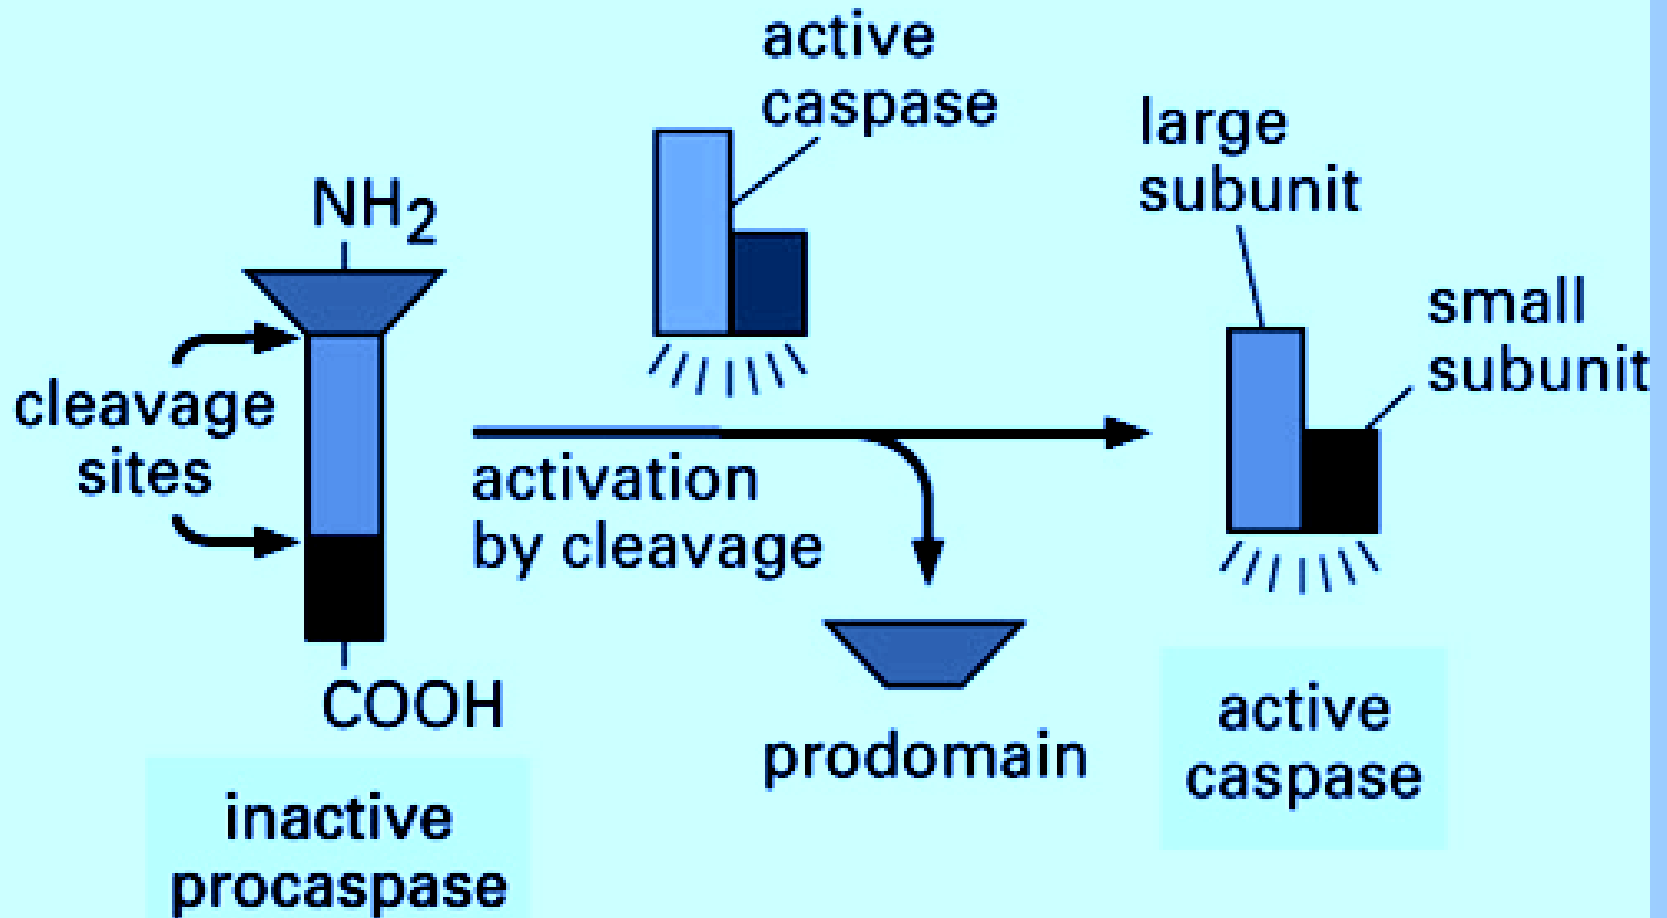 active
caspase
large
subunit
NH2
small
subunit
cleavage
sites
activation
by cleavage
COOH
prodomain
active
caspase
inactive
procaspase